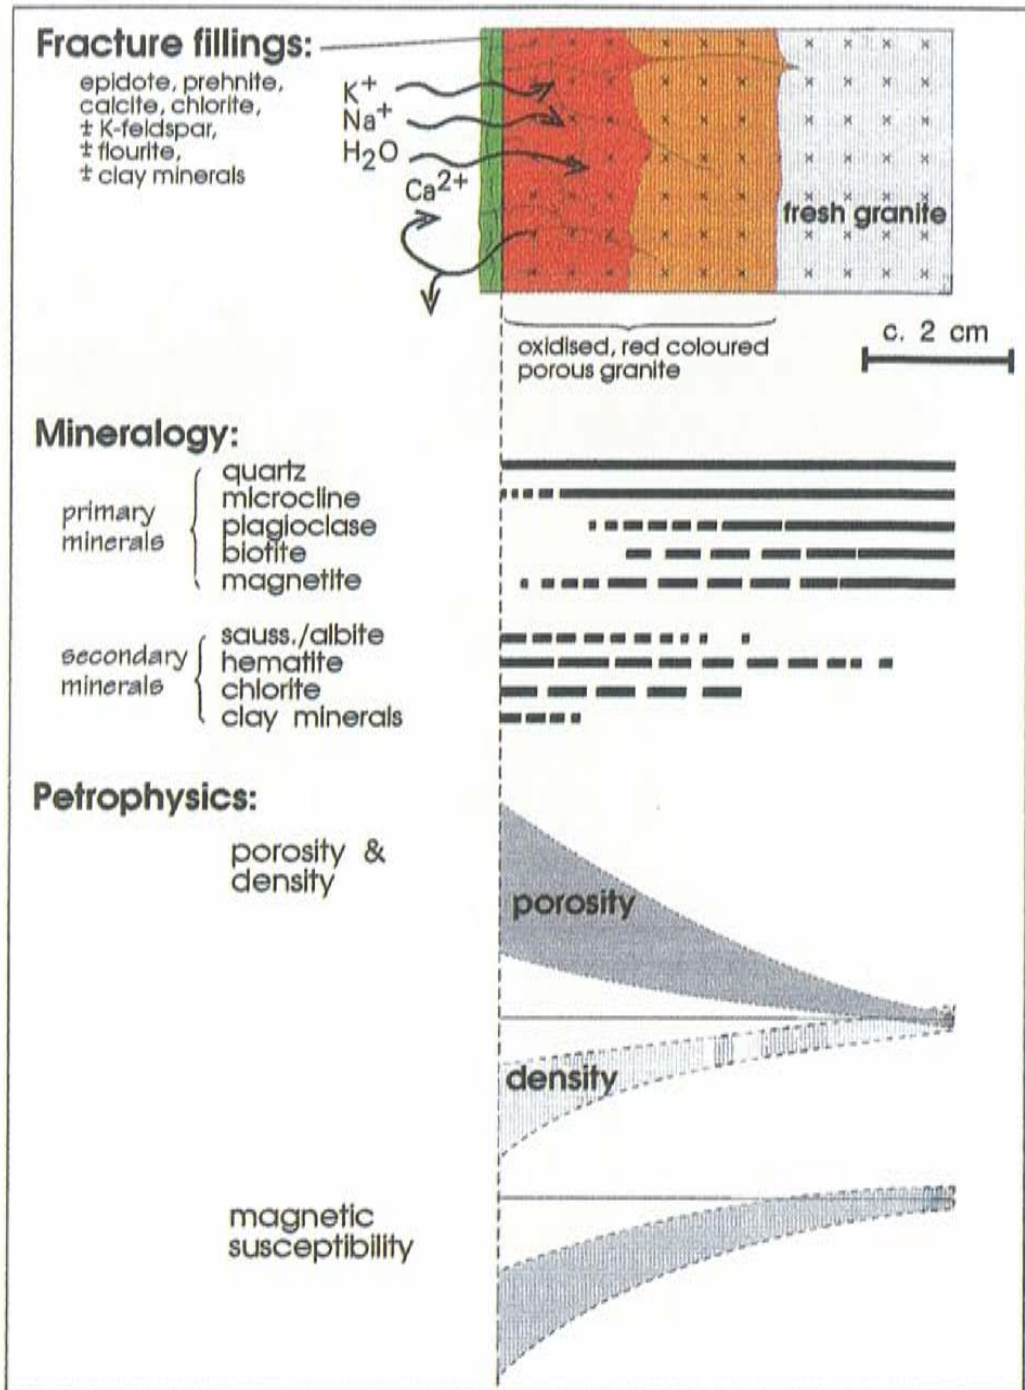 Fracture fillings:
epidote, prehnite,
calcite, chlorite,
± K-feldspar,
± flourite,
± clay minerals
K+
Na+
H2O
Ca2+
fresh granite
oxidised, red coloured
porous granite
c. 2 cm
Mineralogy:
primary
minerals
quartz
microcline
plagioclase
biotite
magnetite
secondary
minerals
sauss./albite
hematite
chlorite
clay minerals
Petrophysics:
porosity &
density
porosity
density
magnetic
susceptibility